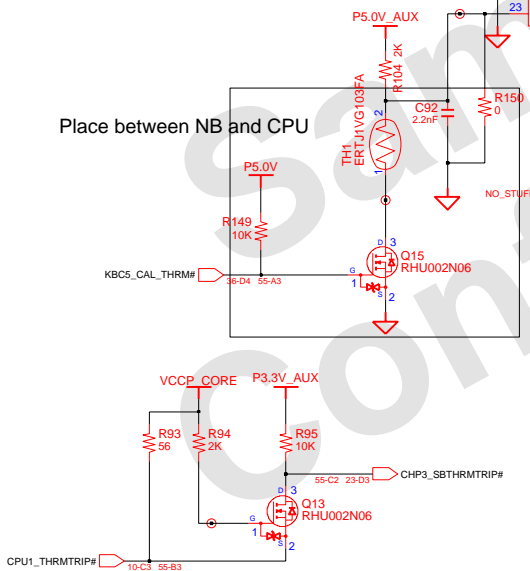 23
P5.0V_AUX
R104 2K
C92
2.2nF
R150
0
NO_STUF
TH1
ERTJ1VG103FA
2
1
Place between NB and CPU
P5.0V
R149
10K
KBC5_CAL_THRM#
36-D4 55-A3
D 3
G
1
S 2
Q15
RHU002N06
VCCP_CORE
P3.3V_AUX
R93
56
R94
2K
R95
10K
55-C2 23-D3
CHP3_SBTHRMTRIP#
D 3
G
1
S 2
Q13
RHU002N06
CPU1_THRMTRIP#
10-C3 55-B3
Sam
Conf